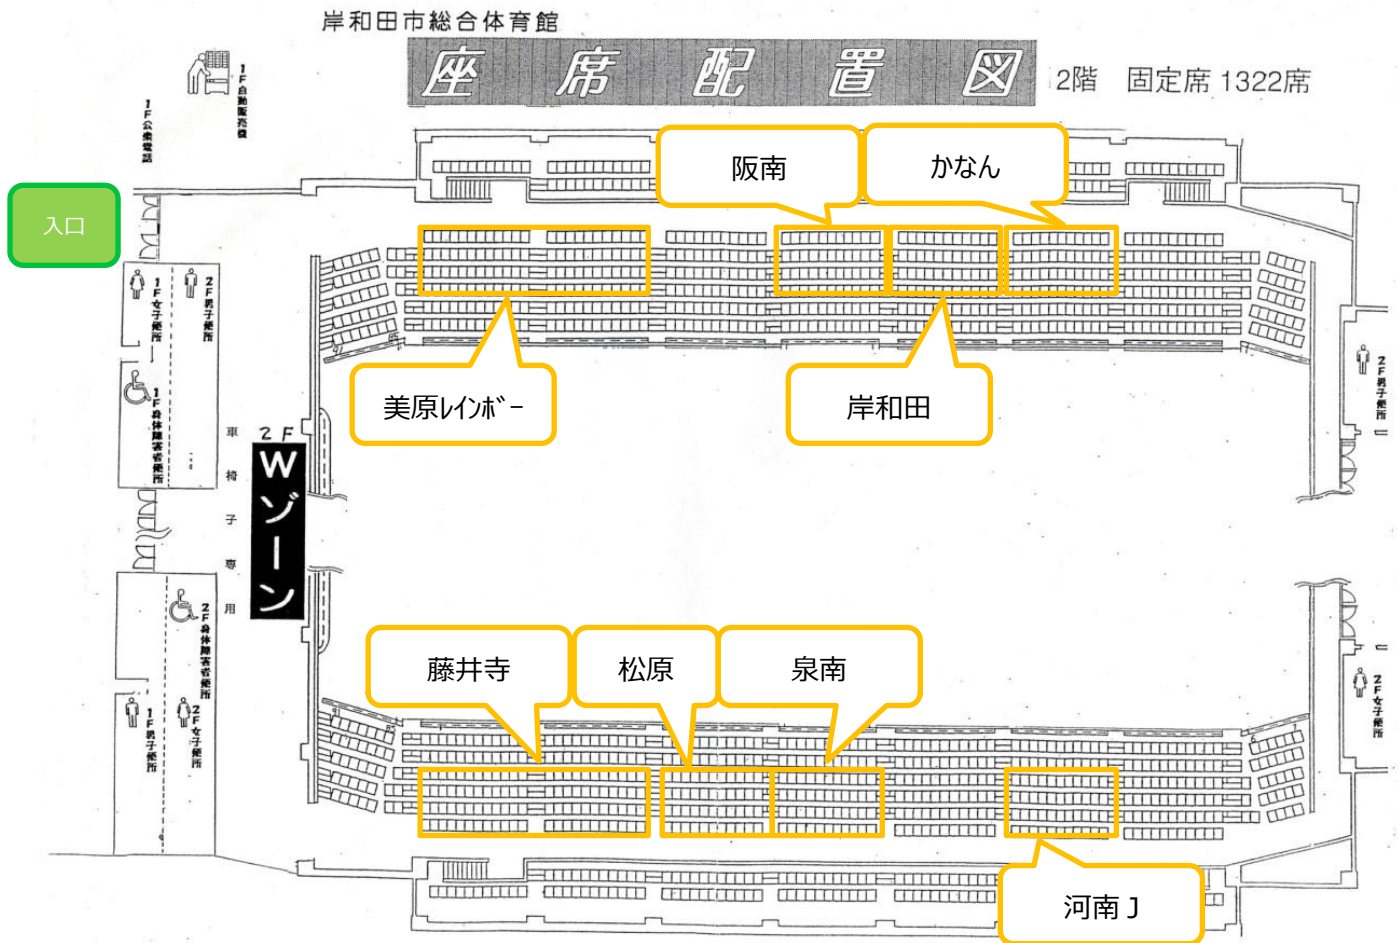 岸和田市総合体育館
座席配置図
2階 固定席 1322席
1F自動販売機
1F公衆電話
入口
阪南
かなん
1F女子便所
2F男子便所
美原ﾚｲﾝﾎﾞｰ
岸和田
2F男子便所
1F身体障害者便所
車椅子専用
2F
Wゾーン
藤井寺
松原
泉南
2F身体障害者便所
1F男子便所
2F女子便所
2F女子便所
河南J